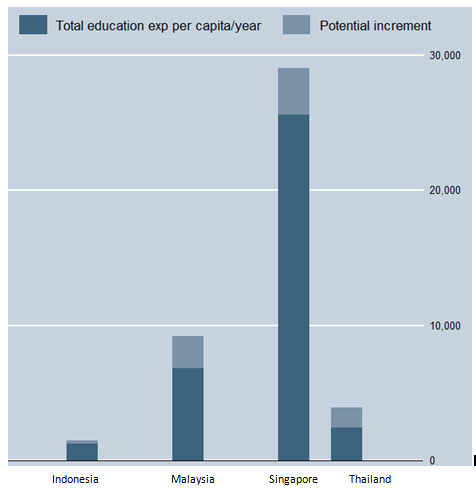 Total education exp per capita/year Potential increment
30,000
20,000
10,000
0
Indonesia Malaysia Singapore Thailand